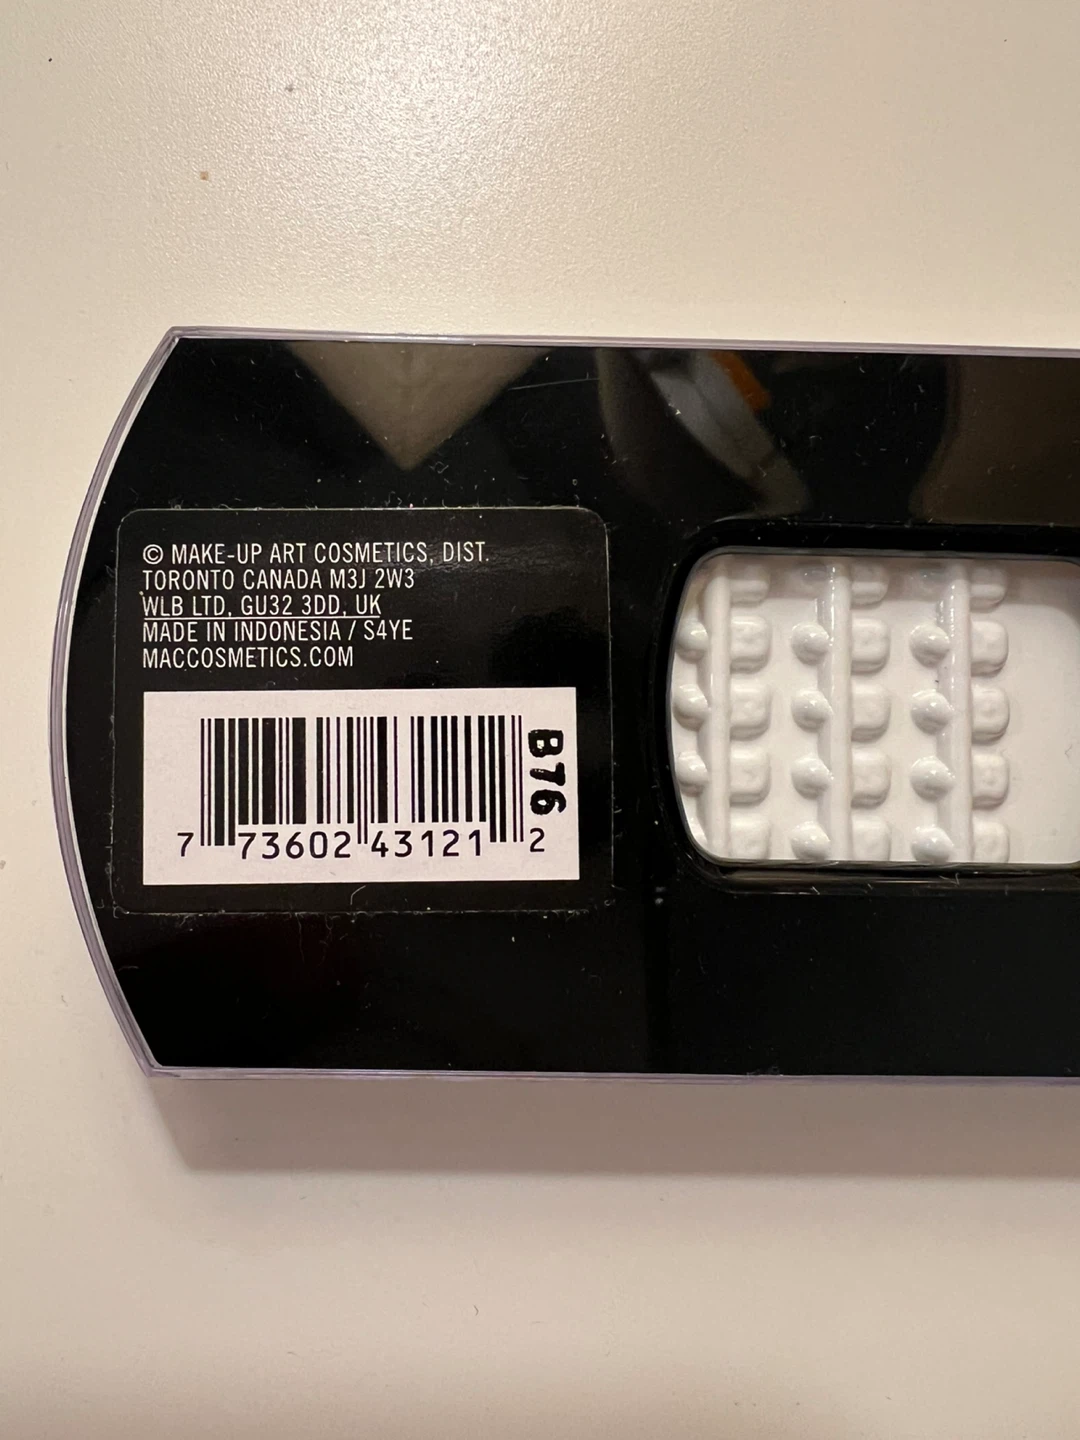 © MAKE-UP ART COSMETICS, DIST.
TORONTO CANADA M3J 2W3
WLB LTD, GU32 3DD, UK
MADE IN INDONESIA / S4YE
MACCOSMETICS.COM
B76
7 73602 43121 2